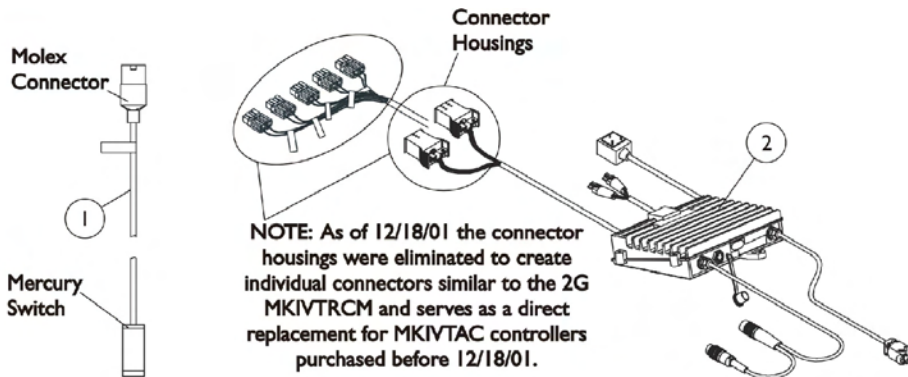 Connector
Housings
Molex
Connector
1
2
NOTE: As of 12/18/01 the connector
housings were eliminated to create
individual connectors similar to the 2G
MKIVTRCM and serves as a direct
replacement for MKIVTAC controllers
purchased before 12/18/01.
Mercury
Switch